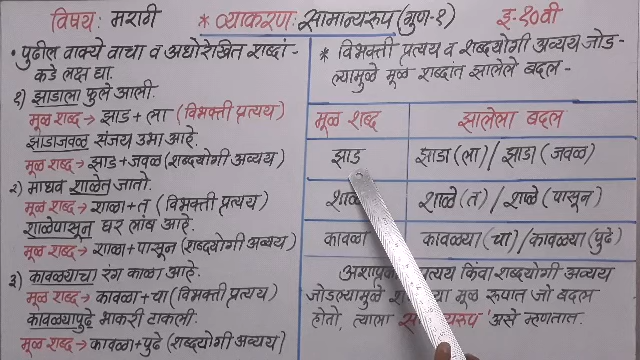 विषय: मराठी * व्याकरण: सामान्यरूप (गुण-१) इ-१०वी
• पुढील वाक्ये वाचा व अधोरेखित शब्दां-
कडे लक्ष द्या.
१) झाडाला फुले आली.
मूळ शब्द → झाड + ला (विभक्ती प्रत्यय)
झाडाजवळ संजय उभा आहे.
मूळ शब्द → झाड + जवळ (शब्दयोगी अव्यय)
२) माधव शाळेत जातो.
मूळ शब्द → शाळा + त (विभक्ती प्रत्यय)
शाळेपासून घर लांब आहे.
मूळ शब्द → शाळा + पासून (शब्दयोगी अव्यय)
३) कावळ्याचा रंग काळा आहे.
मूळ शब्द → कावळा + चा (विभक्ती प्रत्यय)
कावळ्यापुढे भाकरी टाकली.
मूळ शब्द → कावळा + पुढे (शब्दयोगी अव्यय)
* विभक्ती प्रत्यय व शब्दयोगी अव्यय जोड-
ल्यामुळे मूळ शब्दांत झालेले बदल -
मूळ शब्द झालेला बदल
झाड झाडा (ला) / झाडा (जवळ)
शाळे (त) / शाळे (पासून)
कावळा कावळ्या (चा) / कावळ्या (पुढे)
प्रत्यय किंवा शब्दयोगी अव्यय
जोडल्यामुळे मूळ रूपात जो बदल
होतो, त्याला असे म्हणतात.